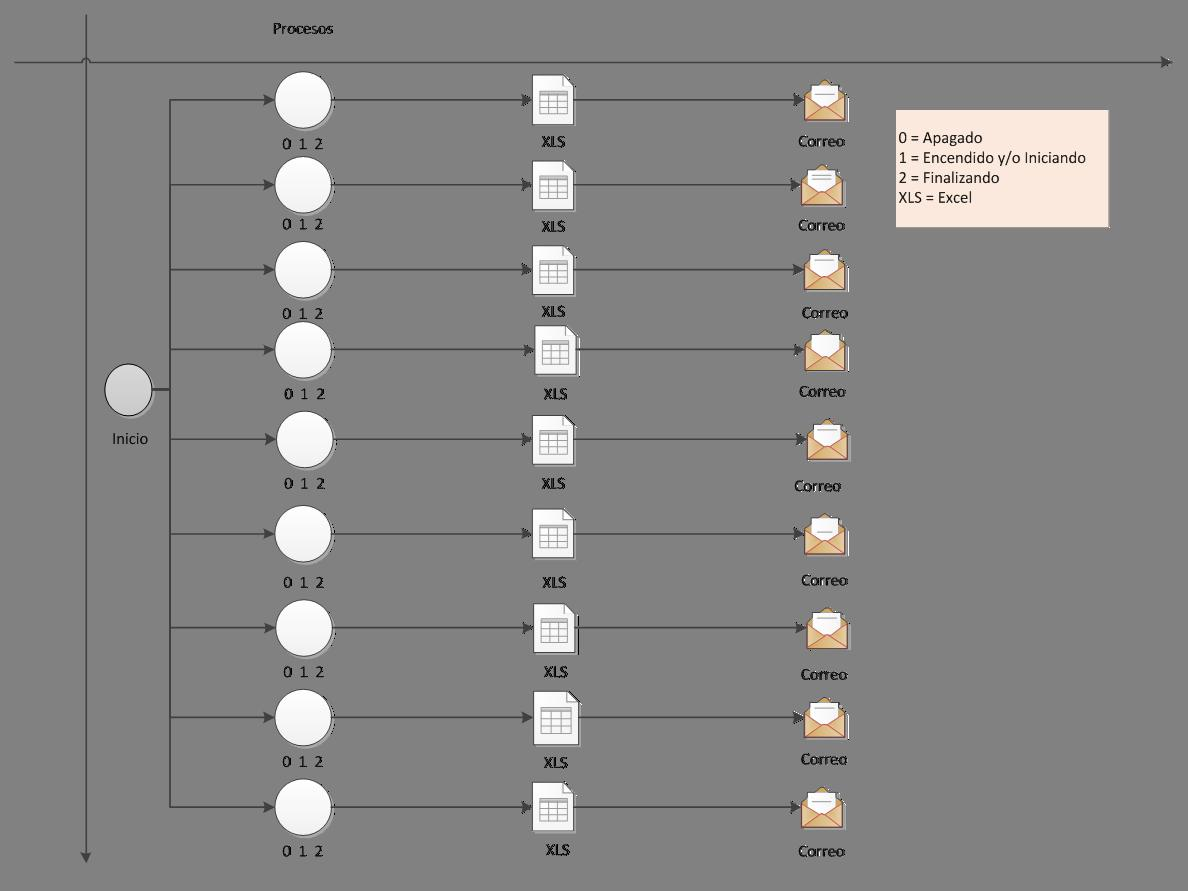 Procesos
0 1 2
XLS
Correo
0 = Apagado
1 = Encendido y/o Iniciando
2 = Finalizando
XLS = Excel
0 1 2
XLS
Correo
0 1 2
XLS
Correo
0 1 2
XLS
Correo
Inicio
0 1 2
XLS
Correo
0 1 2
XLS
Correo
0 1 2
XLS
Correo
0 1 2
XLS
Correo
0 1 2
XLS
Correo